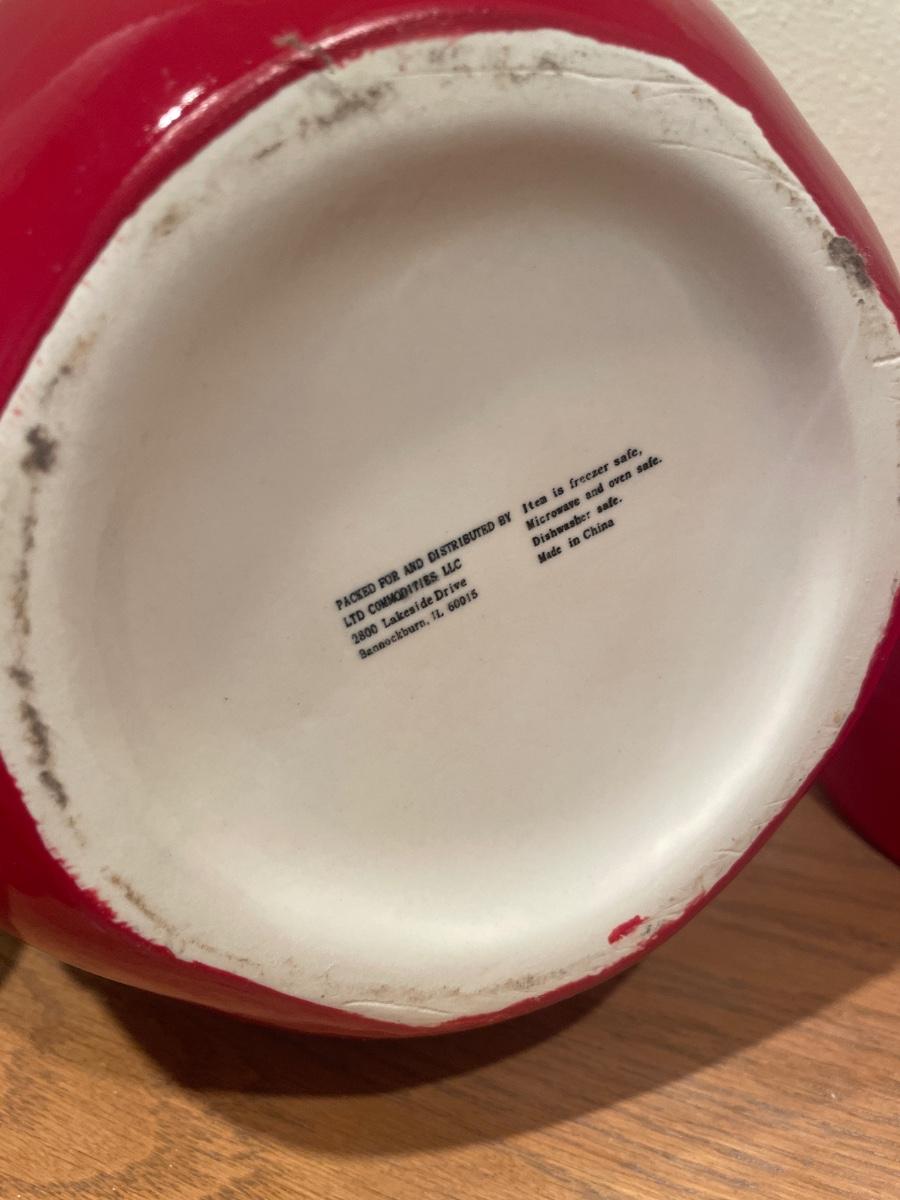 PACKED FOR AND DISTRIBUTED BY
LTD COMMODITIES LLC
2800 Lakeside Drive
Bannockburn, IL 60015
Item is freezer safe,
Microwave and oven safe.
Dishwasher safe.
Made in China